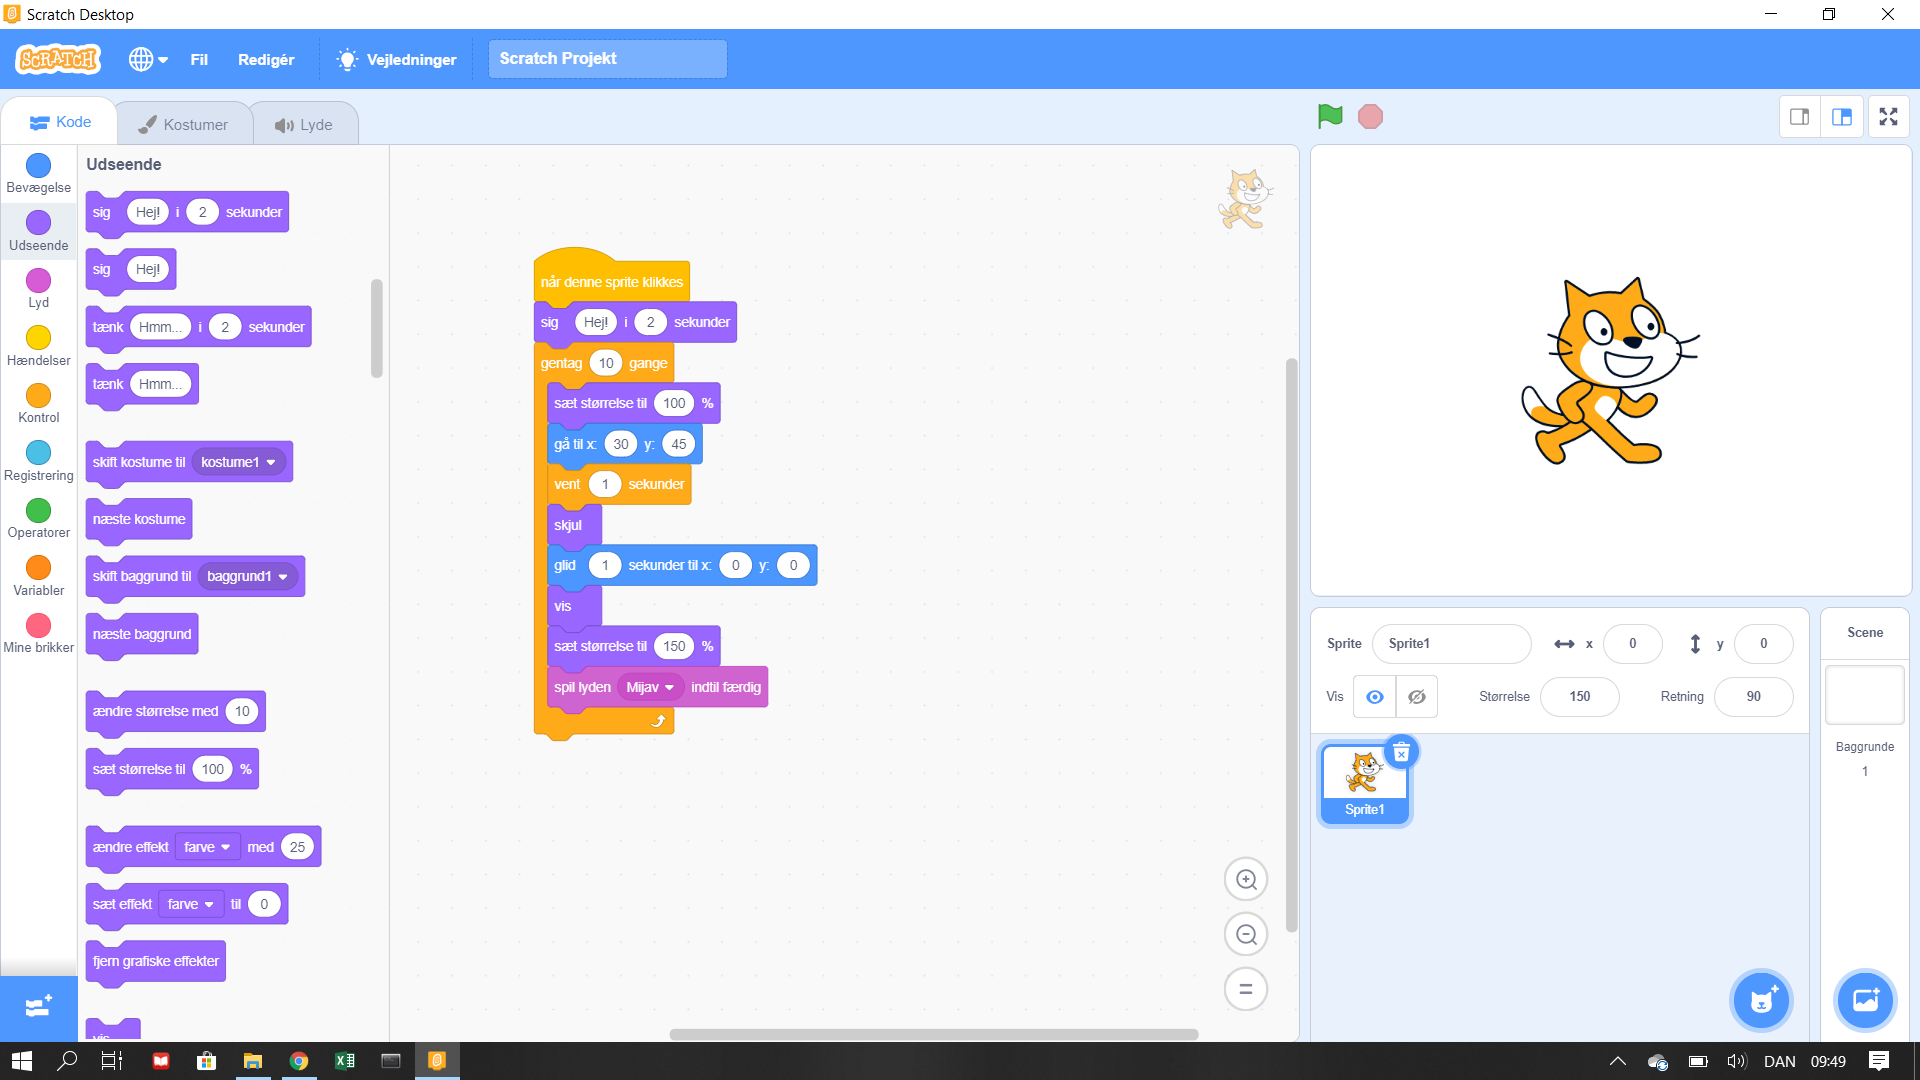 Scratch Desktop
SCRATCH
Fil
Redigér
Vejledninger
Scratch Projekt
Kode
Kostumer
Lyde
Bevægelse
Udseende
Lyd
Hændelser
Kontrol
Registrering
Operatorer
Variabler
Mine brikker
Udseende
sig Hej! i 2 sekunder
sig Hej!
tænk Hmm... i 2 sekunder
tænk Hmm...
skift kostume til kostume1
næste kostume
skift baggrund til baggrund1
næste baggrund
ændre størrelse med 10
sæt størrelse til 100 %
ændre effekt farve med 25
sæt effekt farve til 0
fjern grafiske effekter
vis
når denne sprite klikkes
sig Hej! i 2 sekunder
gentag 10 gange
sæt størrelse til 100 %
gå til x: 30 y: 45
vent 1 sekunder
skjul
glid 1 sekunder til x: 0 y: 0
vis
sæt størrelse til 150 %
spil lyden Mijav indtil færdig
Sprite Sprite1 x 0 y 0
Vis Størrelse 150 Retning 90
Sprite1
Scene
Baggrunde
1
DAN 09:49